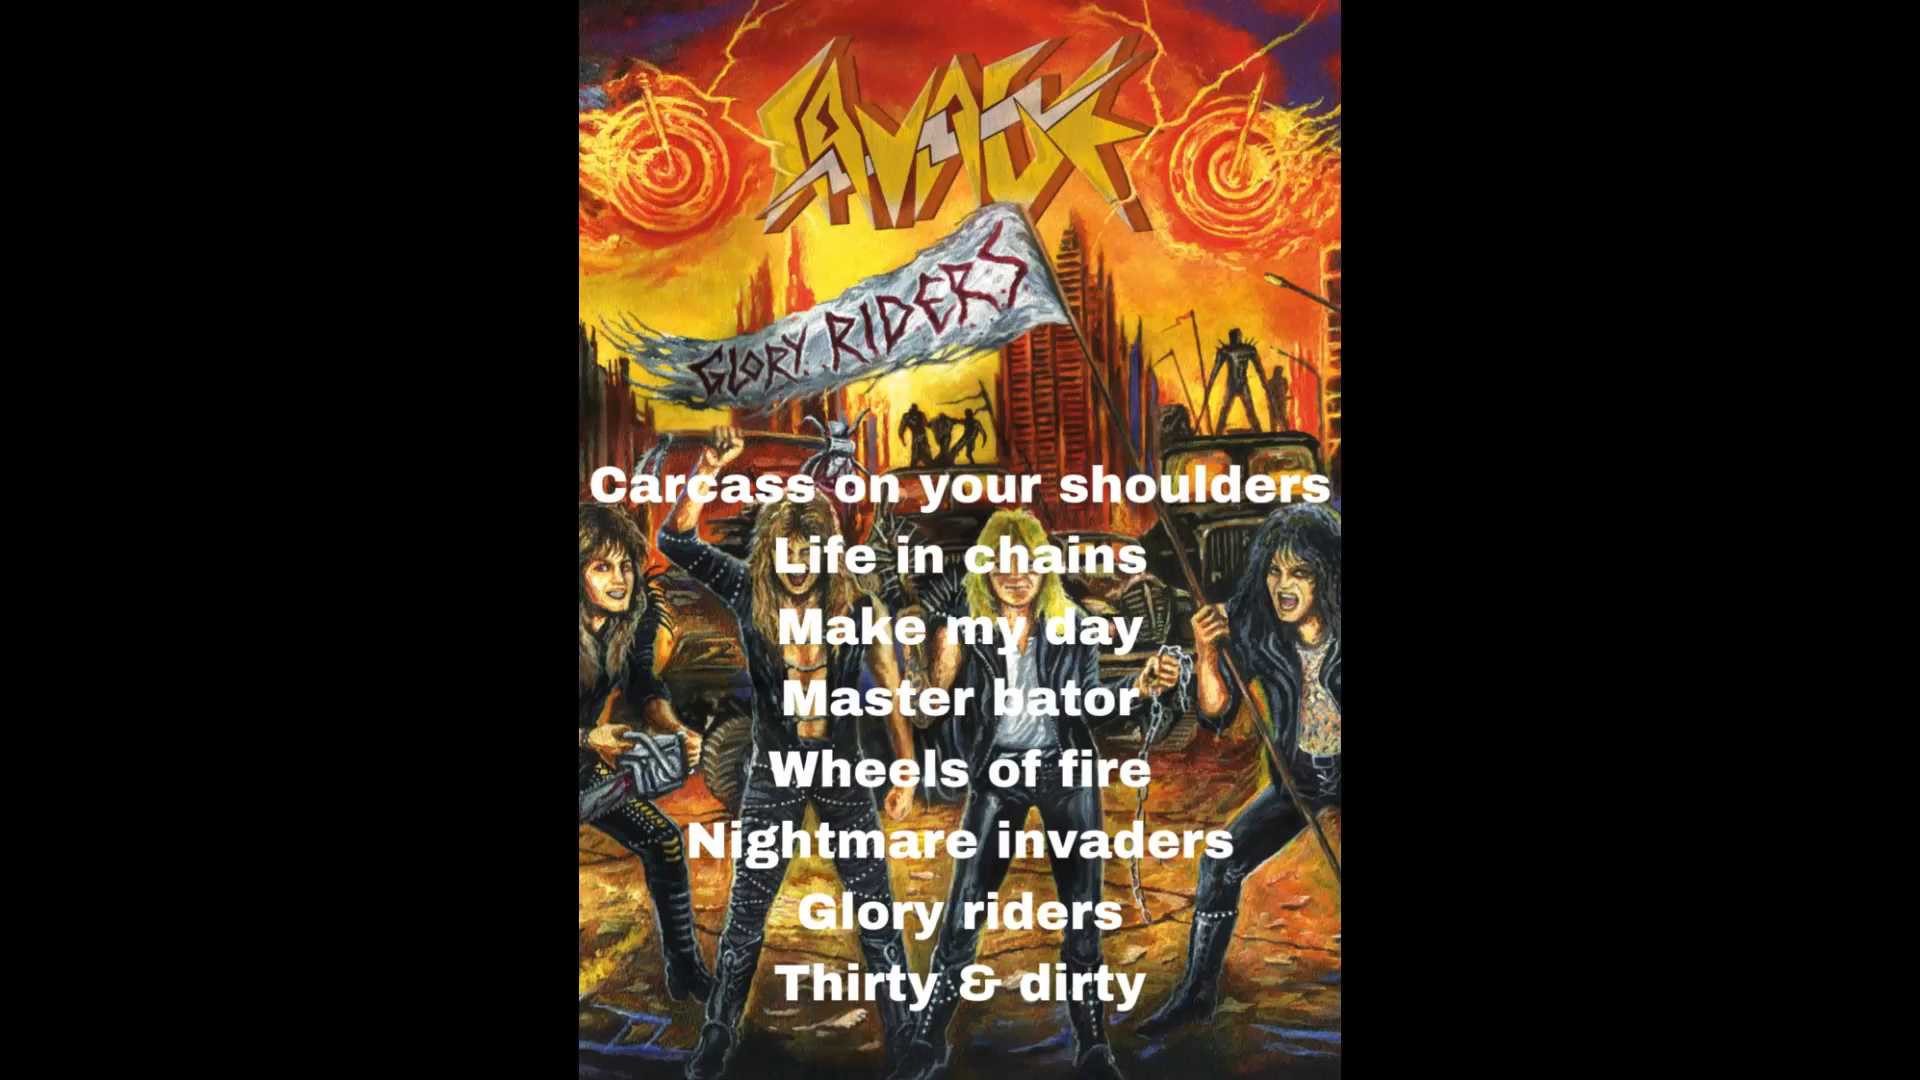 SAVAGE
GLORY RIDERS
Carcass on your shoulders
Life in chains
Make my day
Master bator
Wheels of fire
Nightmare invaders
Glory riders
Thirty & dirty